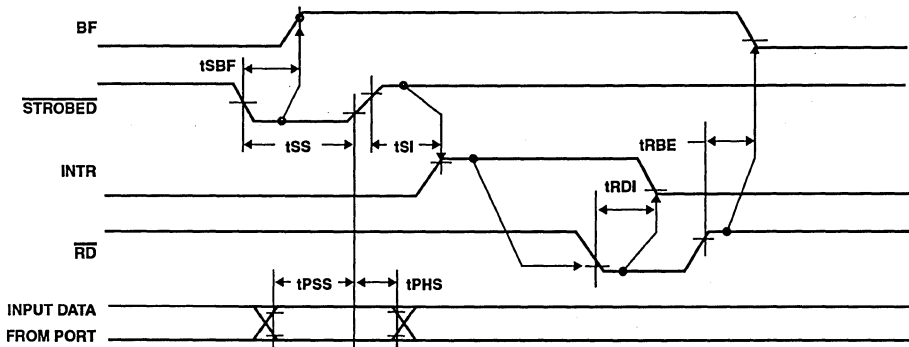 BF
tSBF
STROBED
tSS
tSI
tRBE
INTR
tRDI
RD
tPSS
tPHS
INPUT DATA
FROM PORT